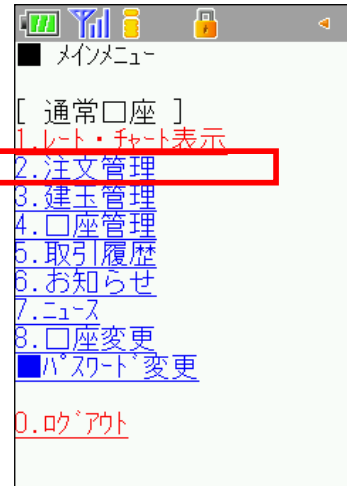 ■ ﾒｲﾝﾒﾆｭｰ
[ 通常口座 ]
1.ﾚｰﾄ・ﾁｬｰﾄ表示
2.注文管理
3.建玉管理
4.口座管理
5.取引履歴
6.お知らせ
7.ﾆｭｰｽ
8.口座変更
■ﾊﾟｽﾜｰﾄﾞ変更
0.ﾛｸﾞｱｳﾄ